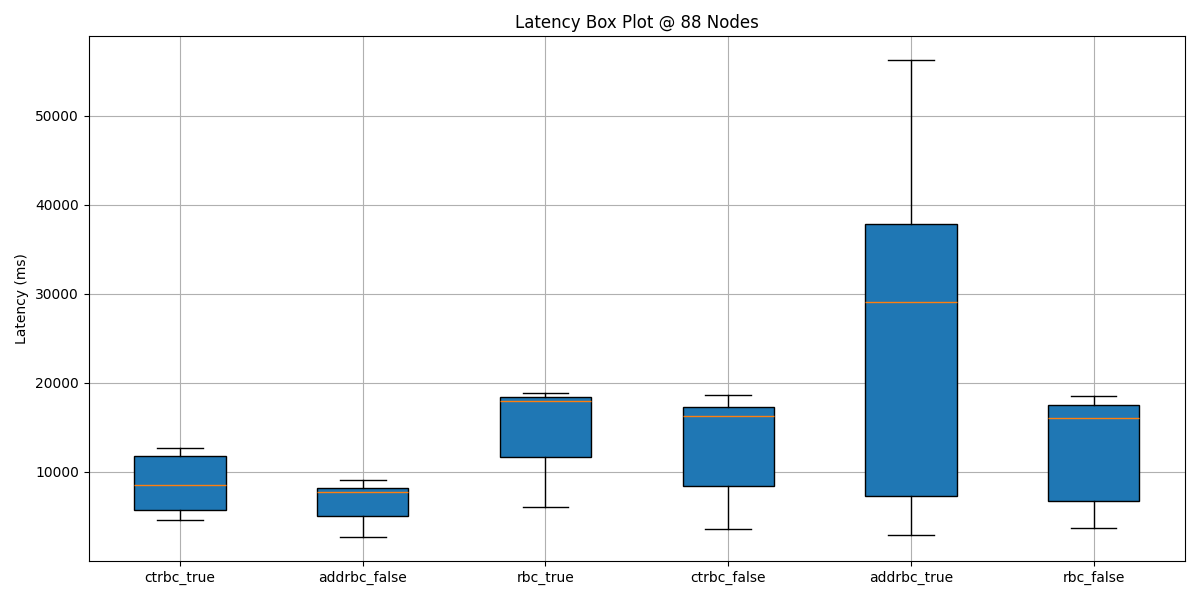 Latency Box Plot @ 88 Nodes
Latency (ms)
50000
40000
30000
20000
10000
ctrbc_true
addrbc_false
rbc_true
ctrbc_false
addrbc_true
rbc_false